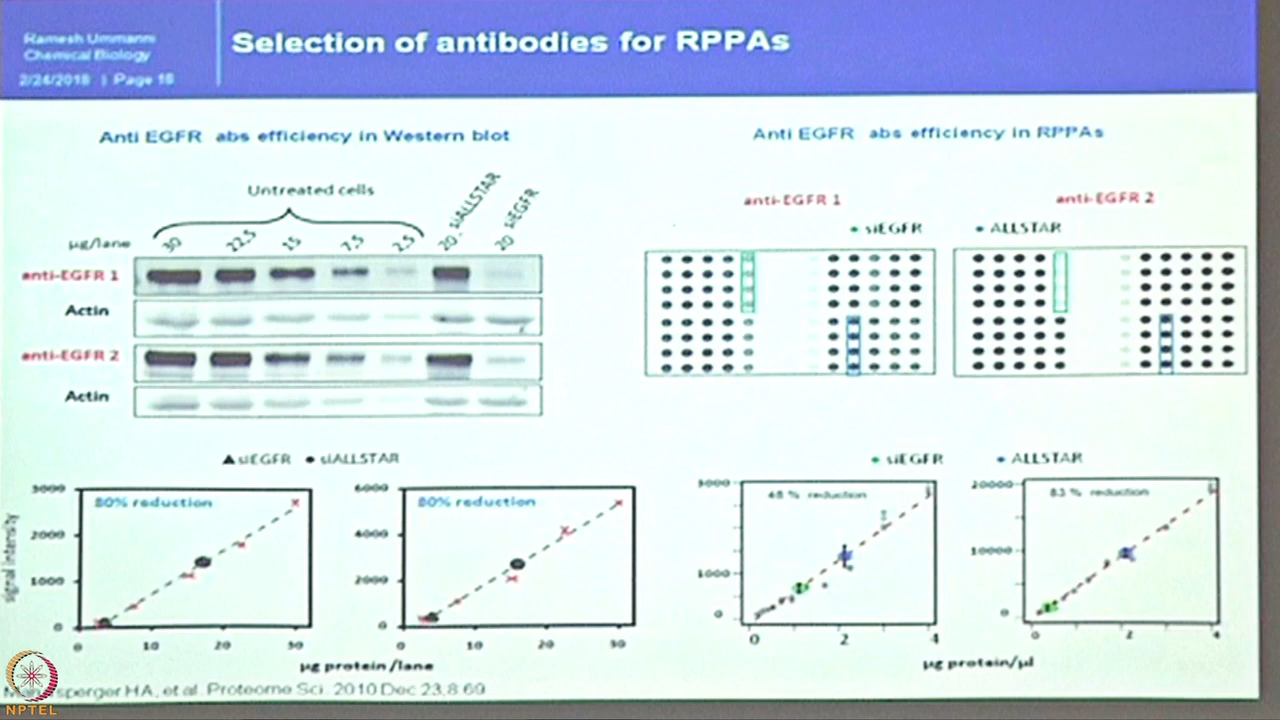 Ramesh Ummanni
Chemical Biology
2/24/2018 | Page 16
Selection of antibodies for RPPAs
Anti EGFR abs efficiency in Western blot
Untreated cells
µg/lane 30 22,5 15 7,5 2,5 20 siALLSTAR 20 siEGFR
anti-EGFR 1
Actin
anti-EGFR 2
Actin
▲siEGFR ●siALLSTAR
80% reduction
3000
2000
1000
0
0 10 20 30
signal intensity
80% reduction
6000
4000
2000
0
0 10 20 30
µg protein/lane
Anti EGFR abs efficiency in RPPAs
anti-EGFR 1 anti-EGFR 2
siEGFR ALLSTAR
siEGFR ALLSTAR
48 % reduction
3000
1000
0
0 2 4
83 % reduction
20000
10000
0
0 2 4
µg protein/µl
HA, et al. Proteome Sci. 2010 Dec 23;8:69
NPTEL